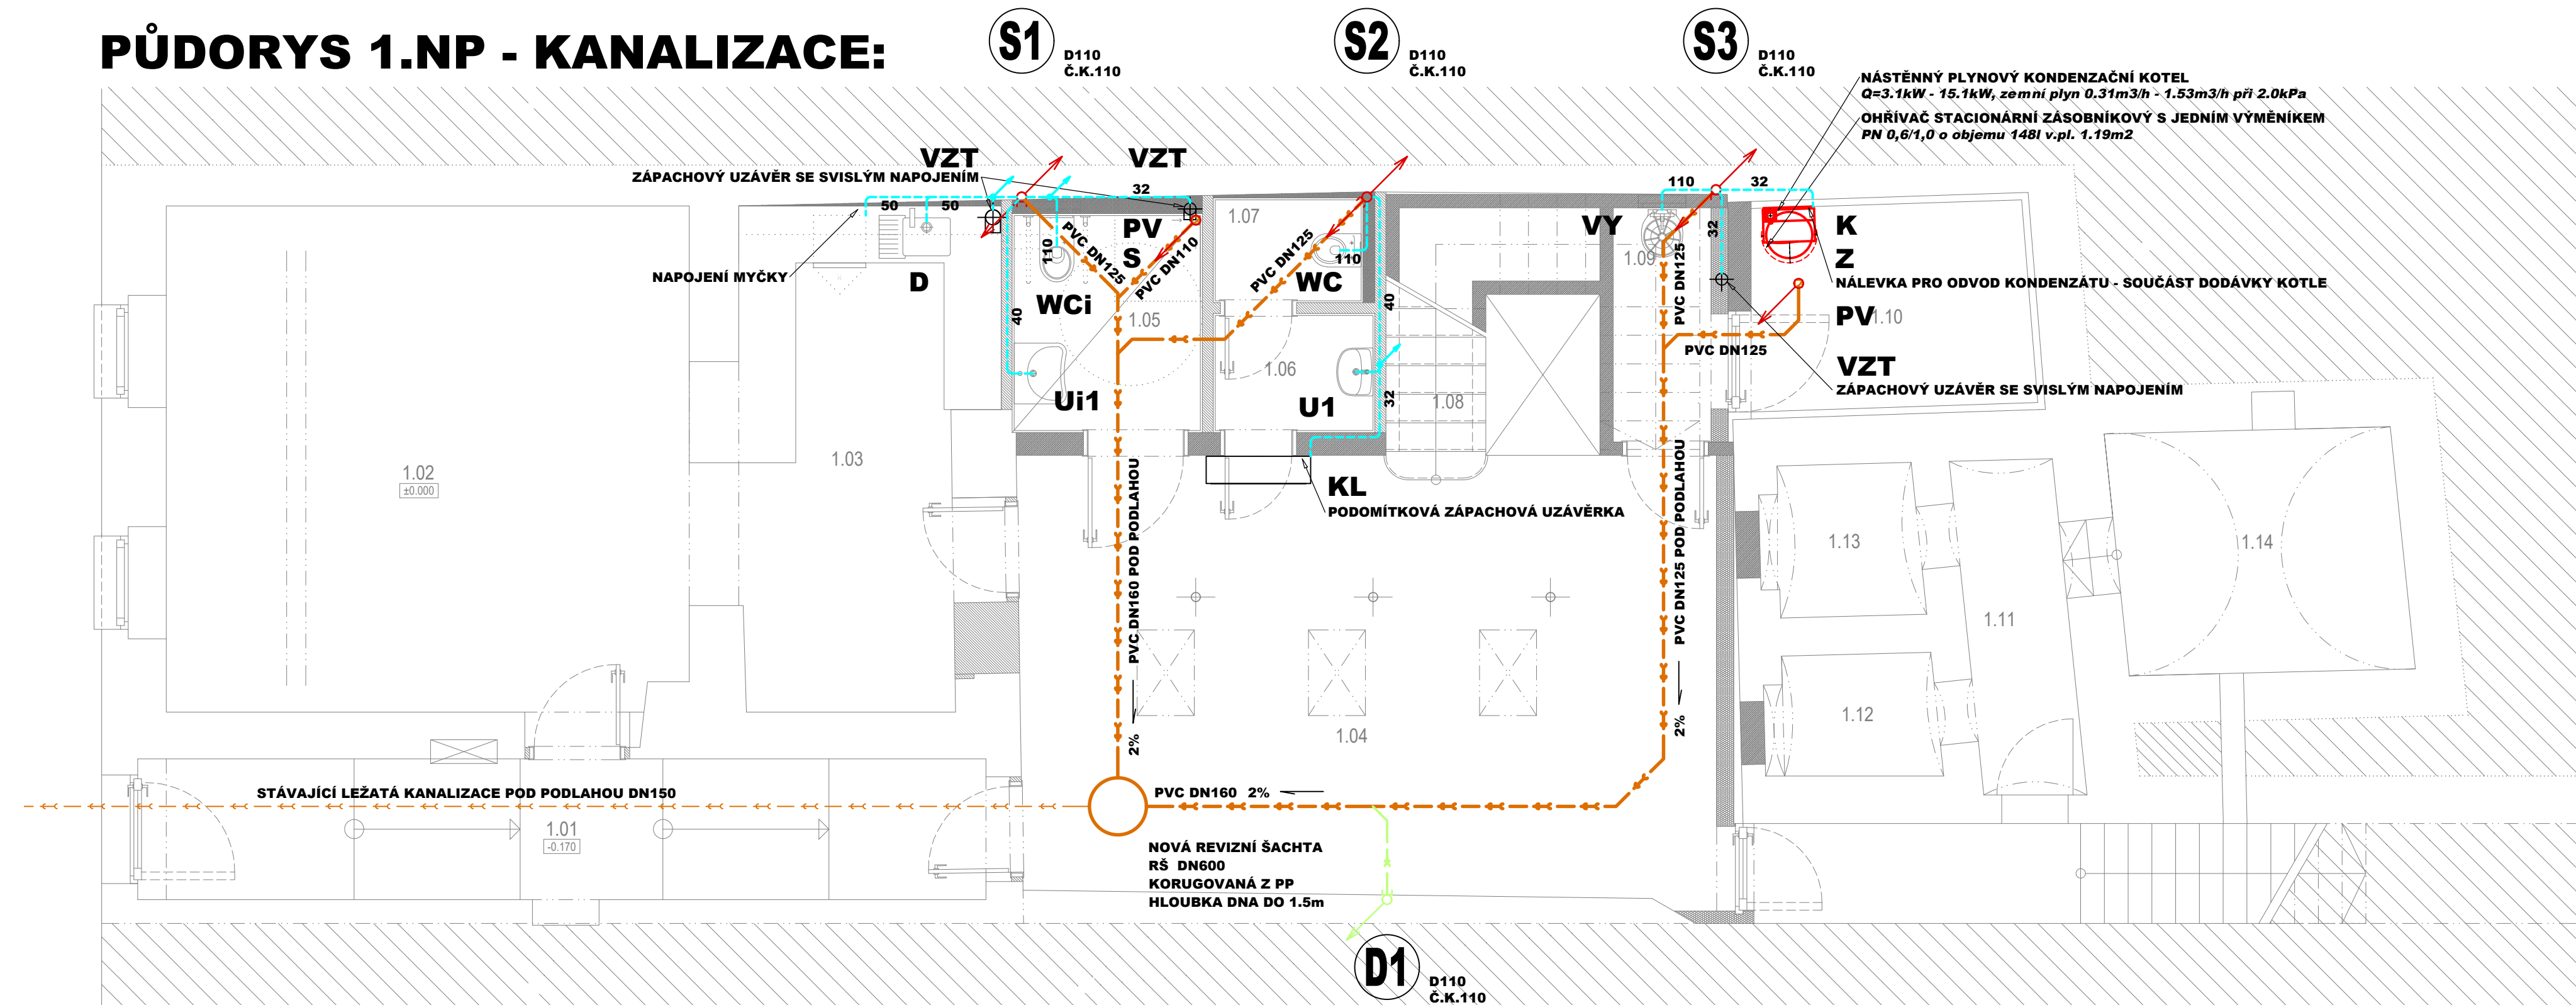 PŮDORYS 1.NP - KANALIZACE:
S1
D110
Č.K.110
S2
D110
Č.K.110
S3
D110
Č.K.110
NÁSTĚNNÝ PLYNOVÝ KONDENZAČNÍ KOTEL
Q=3.1kW - 15.1kW, zemní plyn 0.31m3/h - 1.53m3/h při 2.0kPa
OHŘÍVAČ STACIONÁRNÍ ZÁSOBNÍKOVÝ S JEDNÍM VÝMĚNÍKEM
PN 0,6/1,0 o objemu 148l v.pl. 1.19m2
VZT
VZT
ZÁPACHOVÝ UZÁVĚR SE SVISLÝM NAPOJENÍM
32
50
50
110
32
PV
S
1.07
VY
32
K
Z
PVC DN125
PVC DN110
PVC DN125
110
110
1.09
PVC DN125
NAPOJENÍ MYČKY
D
WC
NÁLEVKA PRO ODVOD KONDENZÁTU - SOUČÁST DODÁVKY KOTLE
WCi
40
40
1.05
PV
1.10
PVC DN125
1.06
VZT
ZÁPACHOVÝ UZÁVĚR SE SVISLÝM NAPOJENÍM
Ui1
U1
32
1.08
1.02
±0.000
1.03
KL
PODOMÍTKOVÁ ZÁPACHOVÁ UZÁVĚRKA
PVC DN160 POD PODLAHOU
2%
PVC DN125 POD PODLAHOU
2%
1.13
1.14
1.11
1.12
1.04
STÁVAJÍCÍ LEŽATÁ KANALIZACE POD PODLAHOU DN150
PVC DN160 2%
1.01
-0.170
NOVÁ REVIZNÍ ŠACHTA
RŠ DN600
KORUGOVANÁ Z PP
HLOUBKA DNA DO 1.5m
D1
D110
Č.K.110